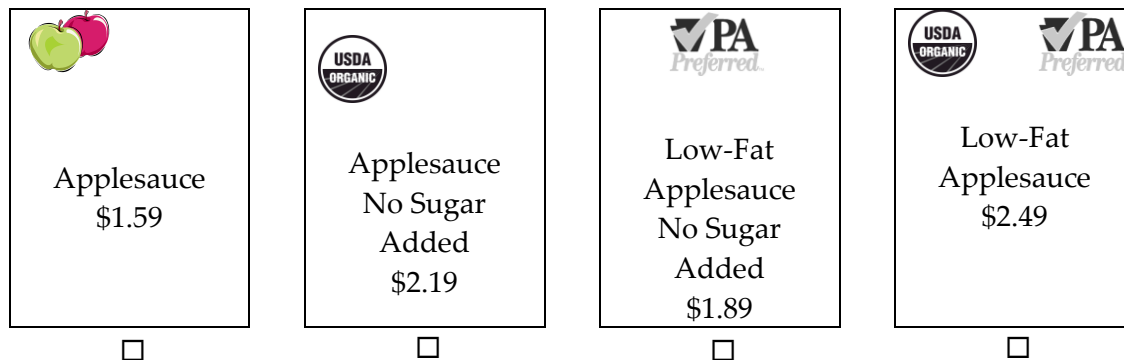 Applesauce
$1.59
USDA
ORGANIC
Applesauce
No Sugar
Added
$2.19
PA
Preferred
Low-Fat
Applesauce
No Sugar
Added
$1.89
USDA
ORGANIC
PA
Preferred
Low-Fat
Applesauce
$2.49